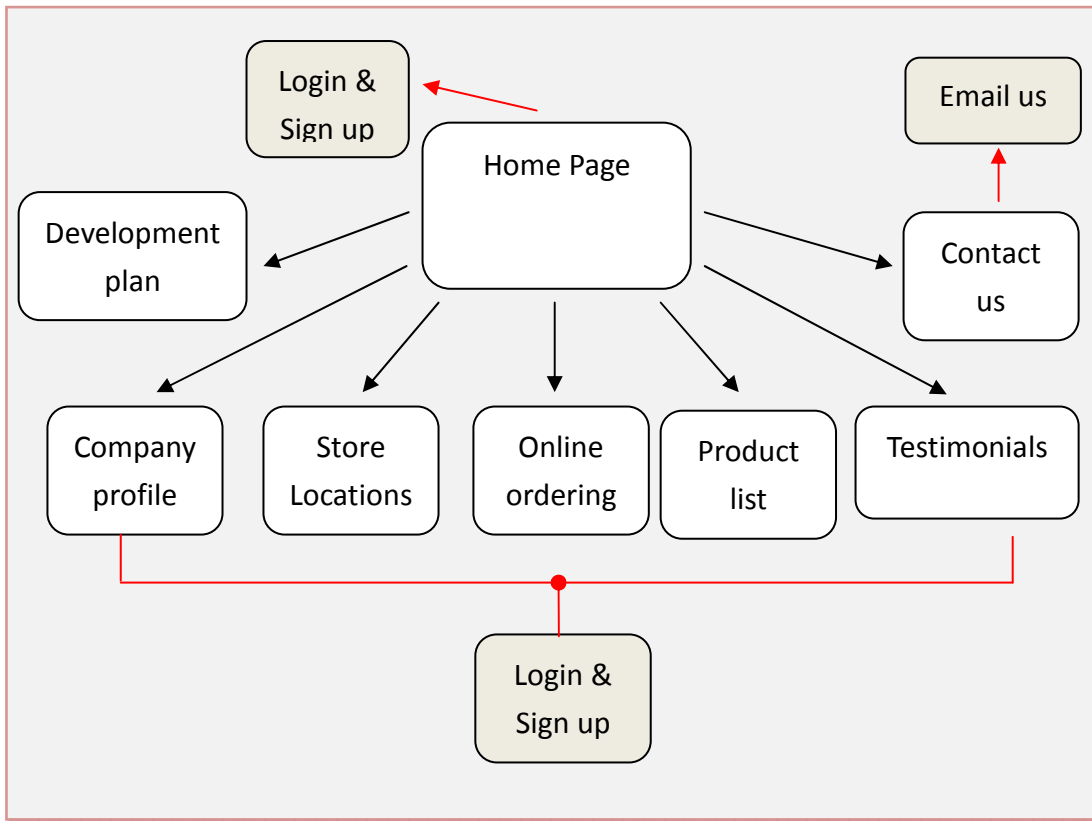 Login &
Sign up
Email us
Home Page
Development
plan
Contact
us
Company
profile
Store
Locations
Online
ordering
Product
list
Testimonials
Login &
Sign up